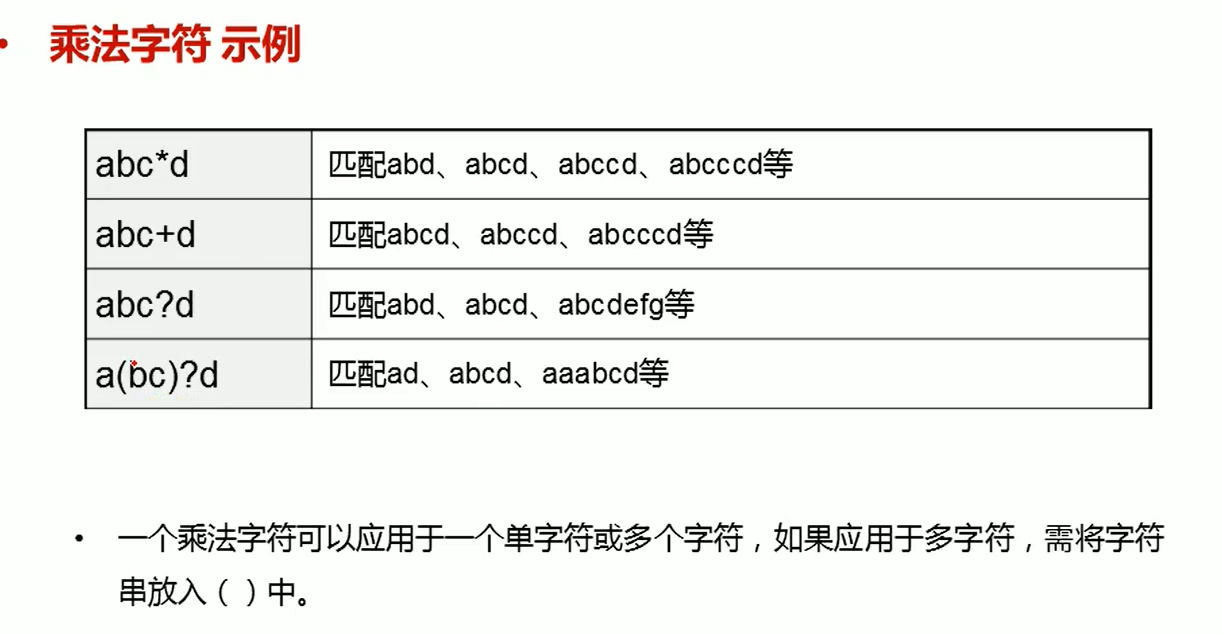 • 乘法字符 示例
abc*d 匹配abd、abcd、abccd、abcccd等
abc+d 匹配abcd、abccd、abcccd等
abc?d 匹配abd、abcd、abcdefg等
a(bc)?d 匹配ad、abcd、aaabcd等
• 一个乘法字符可以应用于一个单字符或多个字符，如果应用于多字符，需将字符
串放入（ ）中。